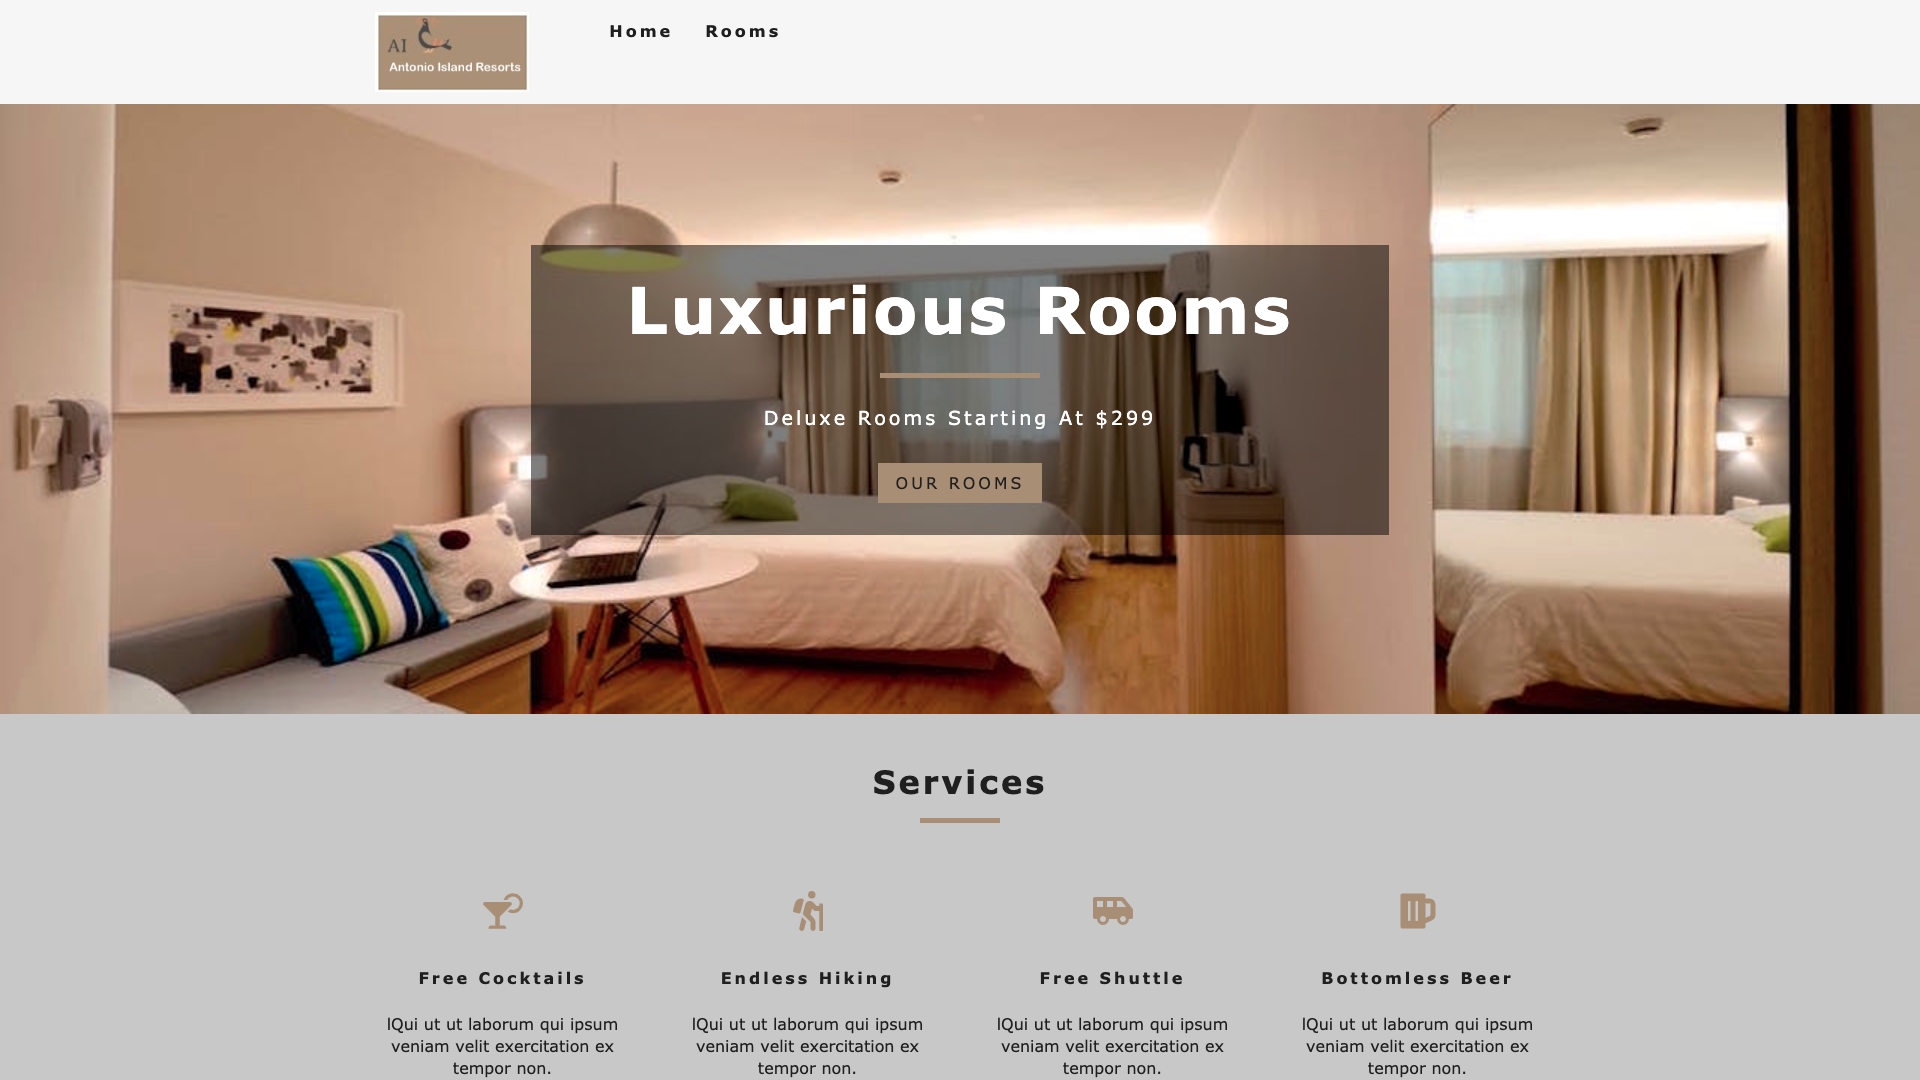 AI
Antonio Island Resorts
Home Rooms
Luxurious Rooms
Deluxe Rooms Starting At $299
OUR ROOMS
Services
Free Cocktails
lQui ut ut laborum qui ipsum
veniam velit exercitation ex
tempor non.
Endless Hiking
lQui ut ut laborum qui ipsum
veniam velit exercitation ex
tempor non.
Free Shuttle
lQui ut ut laborum qui ipsum
veniam velit exercitation ex
tempor non.
Bottomless Beer
lQui ut ut laborum qui ipsum
veniam velit exercitation ex
tempor non.